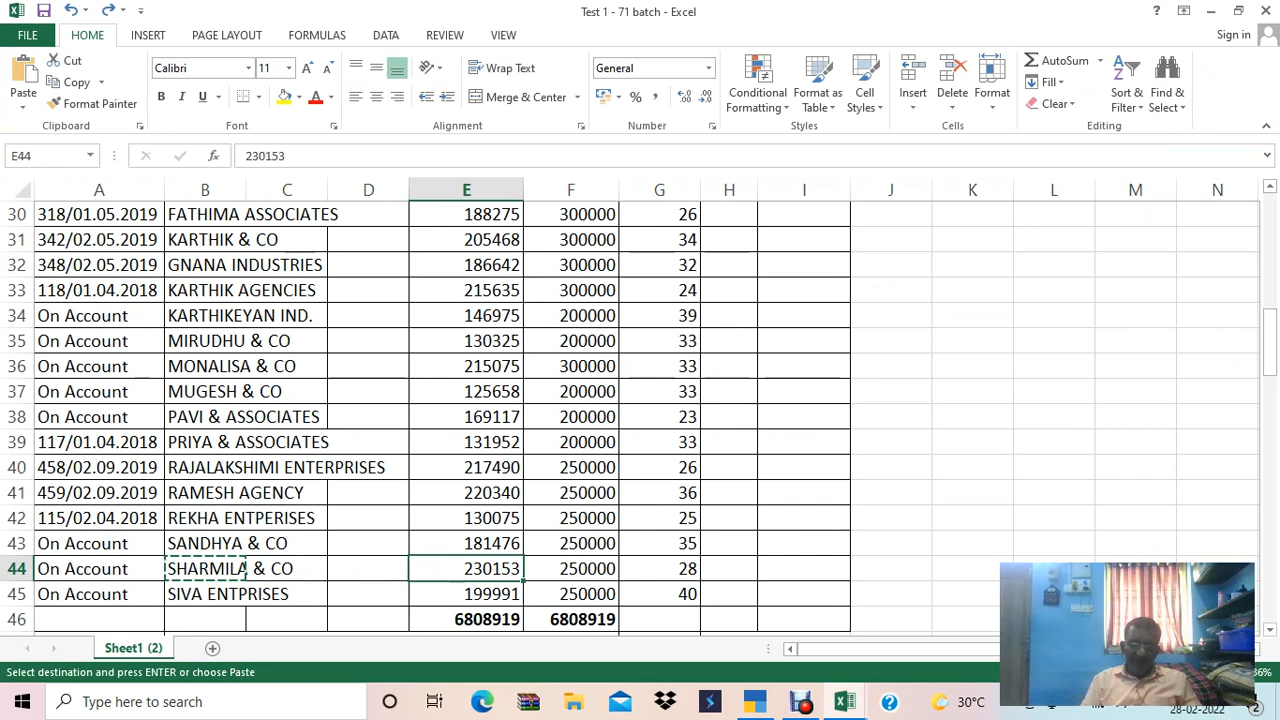 Test 1 - 71 batch - Excel
?
FILE HOME INSERT PAGE LAYOUT FORMULAS DATA REVIEW VIEW Sign in
Paste Cut Copy Format Painter
Clipboard
Calibri 11
B I U
Font
Wrap Text
Merge & Center
Alignment
General
%
Number
Conditional Formatting Format as Table Cell Styles
Styles
Insert Delete Format
Cells
AutoSum Fill Clear Sort & Filter Find & Select
Editing
E44 fx 230153
A B C D E F G H I J K L M N
30 318/01.05.2019 FATHIMA ASSOCIATES 188275 300000 26
31 342/02.05.2019 KARTHIK & CO 205468 300000 34
32 348/02.05.2019 GNANA INDUSTRIES 186642 300000 32
33 118/01.04.2018 KARTHIK AGENCIES 215635 300000 24
34 On Account KARTHIKEYAN IND. 146975 200000 39
35 On Account MIRUDHU & CO 130325 200000 33
36 On Account MONALISA & CO 215075 300000 33
37 On Account MUGESH & CO 125658 200000 33
38 On Account PAVI & ASSOCIATES 169117 200000 23
39 117/01.04.2018 PRIYA & ASSOCIATES 131952 200000 33
40 458/02.09.2019 RAJALAKSHIMI ENTERPRISES 217490 250000 26
41 459/02.09.2019 RAMESH AGENCY 220340 250000 36
42 115/02.04.2018 REKHA ENTPERISES 130075 250000 25
43 On Account SANDHYA & CO 181476 250000 35
44 On Account SHARMILA & CO 230153 250000 28
45 On Account SIVA ENTPRISES 199991 250000 40
46 6808919 6808919
Sheet1 (2)
Select destination and press ENTER or choose Paste
Type here to search
30°C
28-02-2022